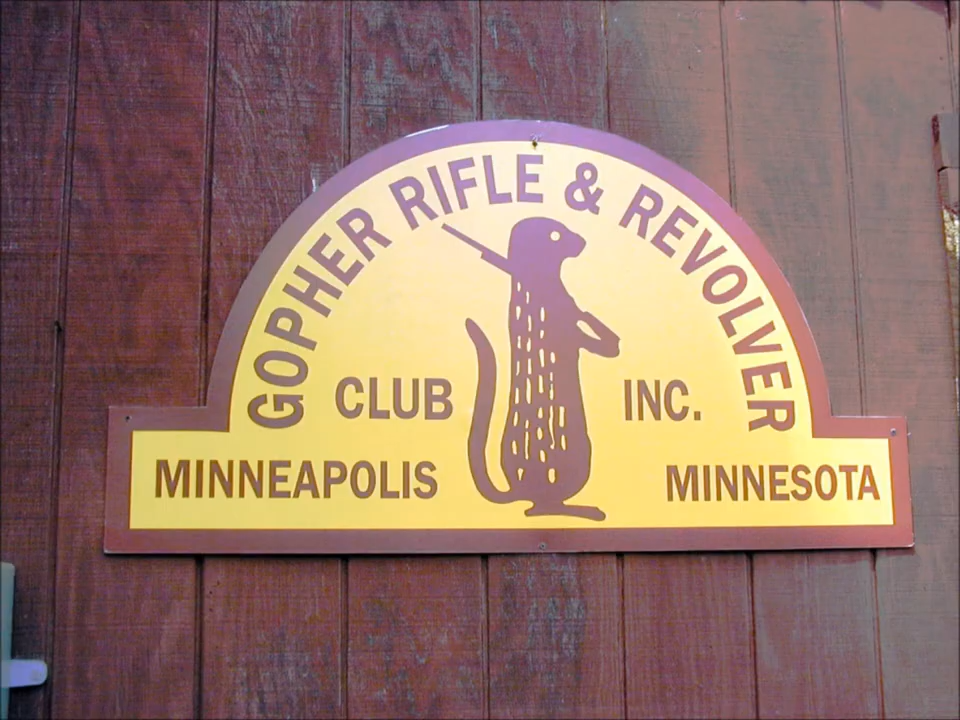 GOPHER RIFLE & REVOLVER
CLUB INC.
MINNEAPOLIS MINNESOTA